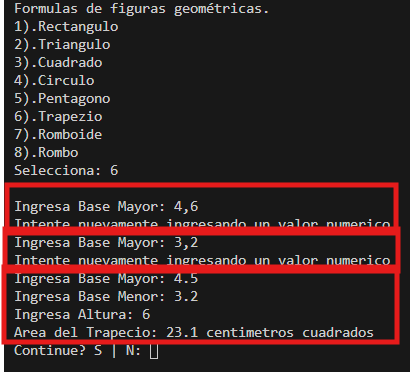 Formulas de figuras geométricas.
1).Rectangulo
2).Triangulo
3).Cuadrado
4).Circulo
5).Pentagono
6).Trapezio
7).Romboide
8).Rombo
Selecciona: 6
Ingresa Base Mayor: 4,6
Intente nuevamente ingresando un valor numerico
Ingresa Base Mayor: 3,2
Intente nuevamente ingresando un valor numerico
Ingresa Base Mayor: 4.5
Ingresa Base Menor: 3.2
Ingresa Altura: 6
Area del Trapecio: 23.1 centimetros cuadrados
Continue? S | N: